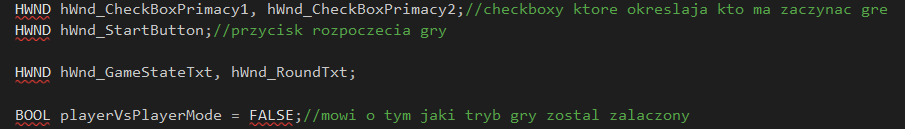 HWND hWnd_CheckBoxPrimacy1, hWnd_CheckBoxPrimacy2;//checkboxy ktore okreslaja kto ma zaczynac gre
HWND hWnd_StartButton;//przycisk rozpoczecia gry
HWND hWnd_GameStateTxt, hWnd_RoundTxt;
BOOL playerVsPlayerMode = FALSE;//mowi o tym jaki tryb gry zostal zalaczony